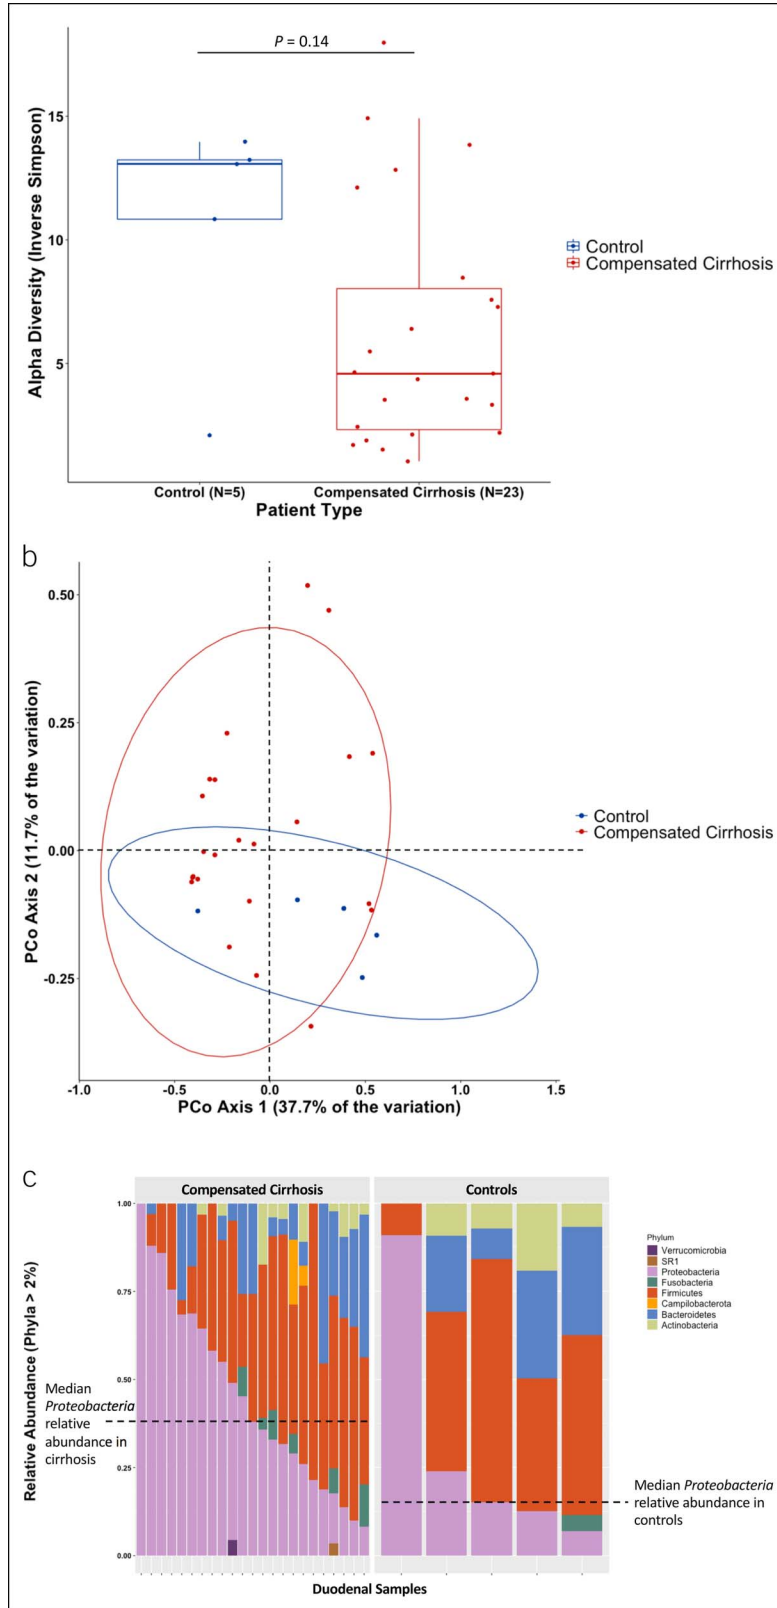 P = 0.14
Alpha Diversity (Inverse Simpson)
15
10
5
Control
Compensated Cirrhosis
Control (N=5)
Compensated Cirrhosis (N=23)
Patient Type
b
PCo Axis 2 (11.7% of the variation)
0.50
0.25
0.00
-0.25
Control
Compensated Cirrhosis
-1.0
-0.5
0.0
0.5
1.0
1.5
PCo Axis 1 (37.7% of the variation)
c
Compensated Cirrhosis
Controls
Relative Abundance (Phyla > 2%)
1.00
0.75
0.50
0.25
0.00
Median
Proteobacteria
relative
abundance in
cirrhosis
Phylum
Verrucomicrobia
SR1
Proteobacteria
Fusobacteria
Firmicutes
Campilobacterota
Bacteroidetes
Actinobacteria
Median Proteobacteria
relative abundance in
controls
Duodenal Samples